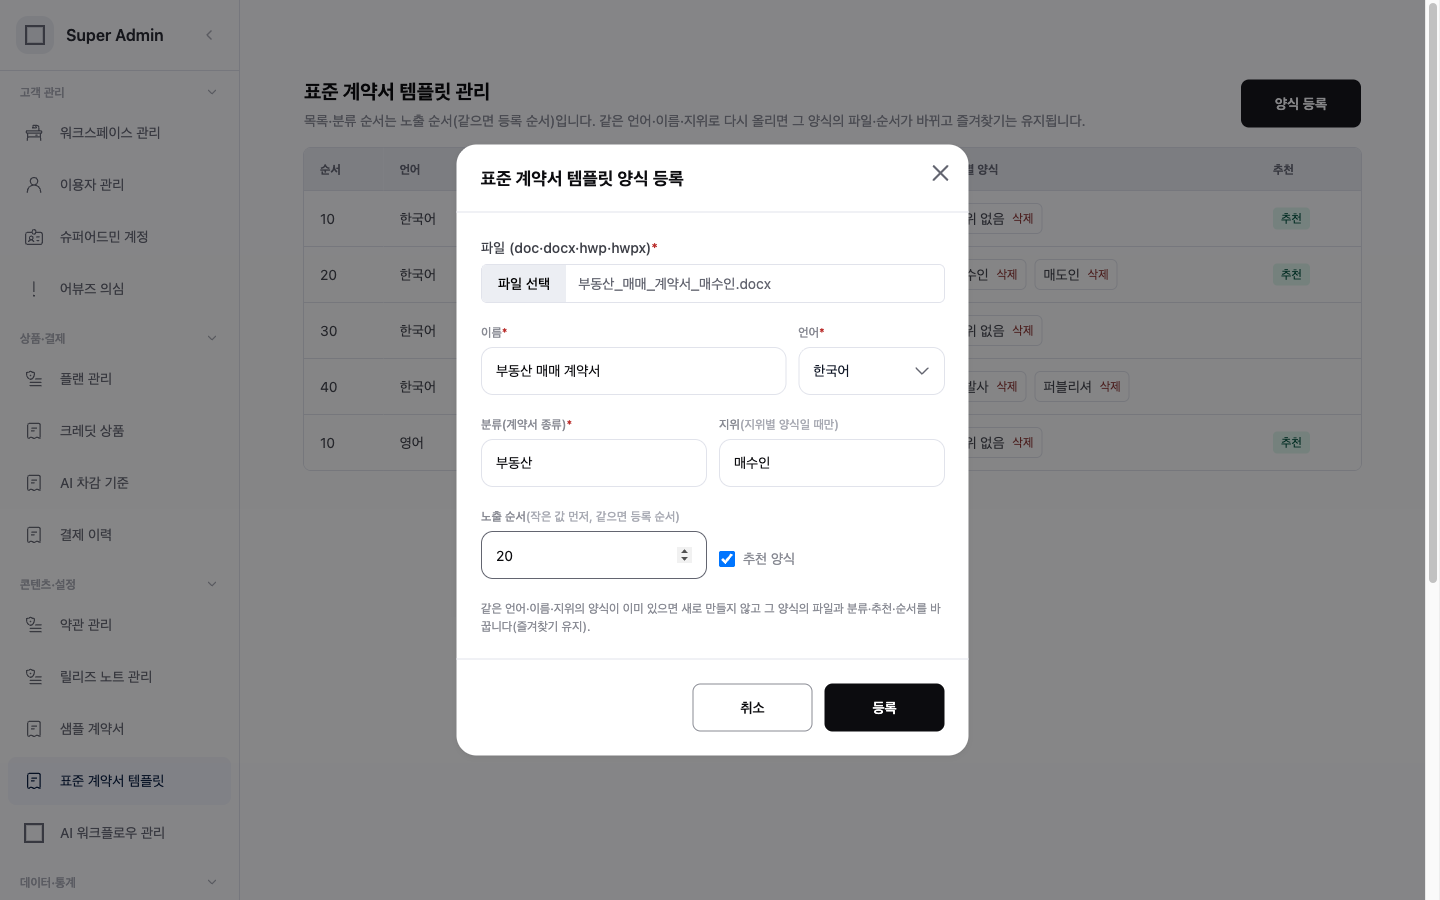 Super Admin
고객 관리
워크스페이스 관리
이용자 관리
슈퍼어드민 계정
어뷰즈 의심
상품·결제
플랜 관리
크레딧 상품
AI 차감 기준
결제 이력
콘텐츠·설정
약관 관리
릴리즈 노트 관리
샘플 계약서
표준 계약서 템플릿
AI 워크플로우 관리
데이터·통계
표준 계약서 템플릿 관리
목록·분류 순서는 노출 순서(같으면 등록 순서)입니다. 같은 언어·이름·지위로 다시 올리면 그 양식의 파일·순서가 바뀌고 즐겨찾기는 유지됩니다.
양식 등록
순서 언어 양식 추천
10 한국어 없음 삭제 추천
20 한국어 삭제 매도인 삭제 추천
30 한국어 없음 삭제
40 한국어 삭제 퍼블리셔 삭제
10 영어 없음 삭제 추천
표준 계약서 템플릿 양식 등록
파일 (doc·docx·hwp·hwpx)*
파일 선택 부동산_매매_계약서_매수인.docx
이름* 언어*
부동산 매매 계약서 한국어
분류(계약서 종류)* 지위(지위별 양식일 때만)
부동산 매수인
노출 순서(작은 값 먼저, 같으면 등록 순서)
20 추천 양식
같은 언어·이름·지위의 양식이 이미 있으면 새로 만들지 않고 그 양식의 파일과 분류·추천·순서를 바
꿉니다(즐겨찾기 유지).
취소 등록